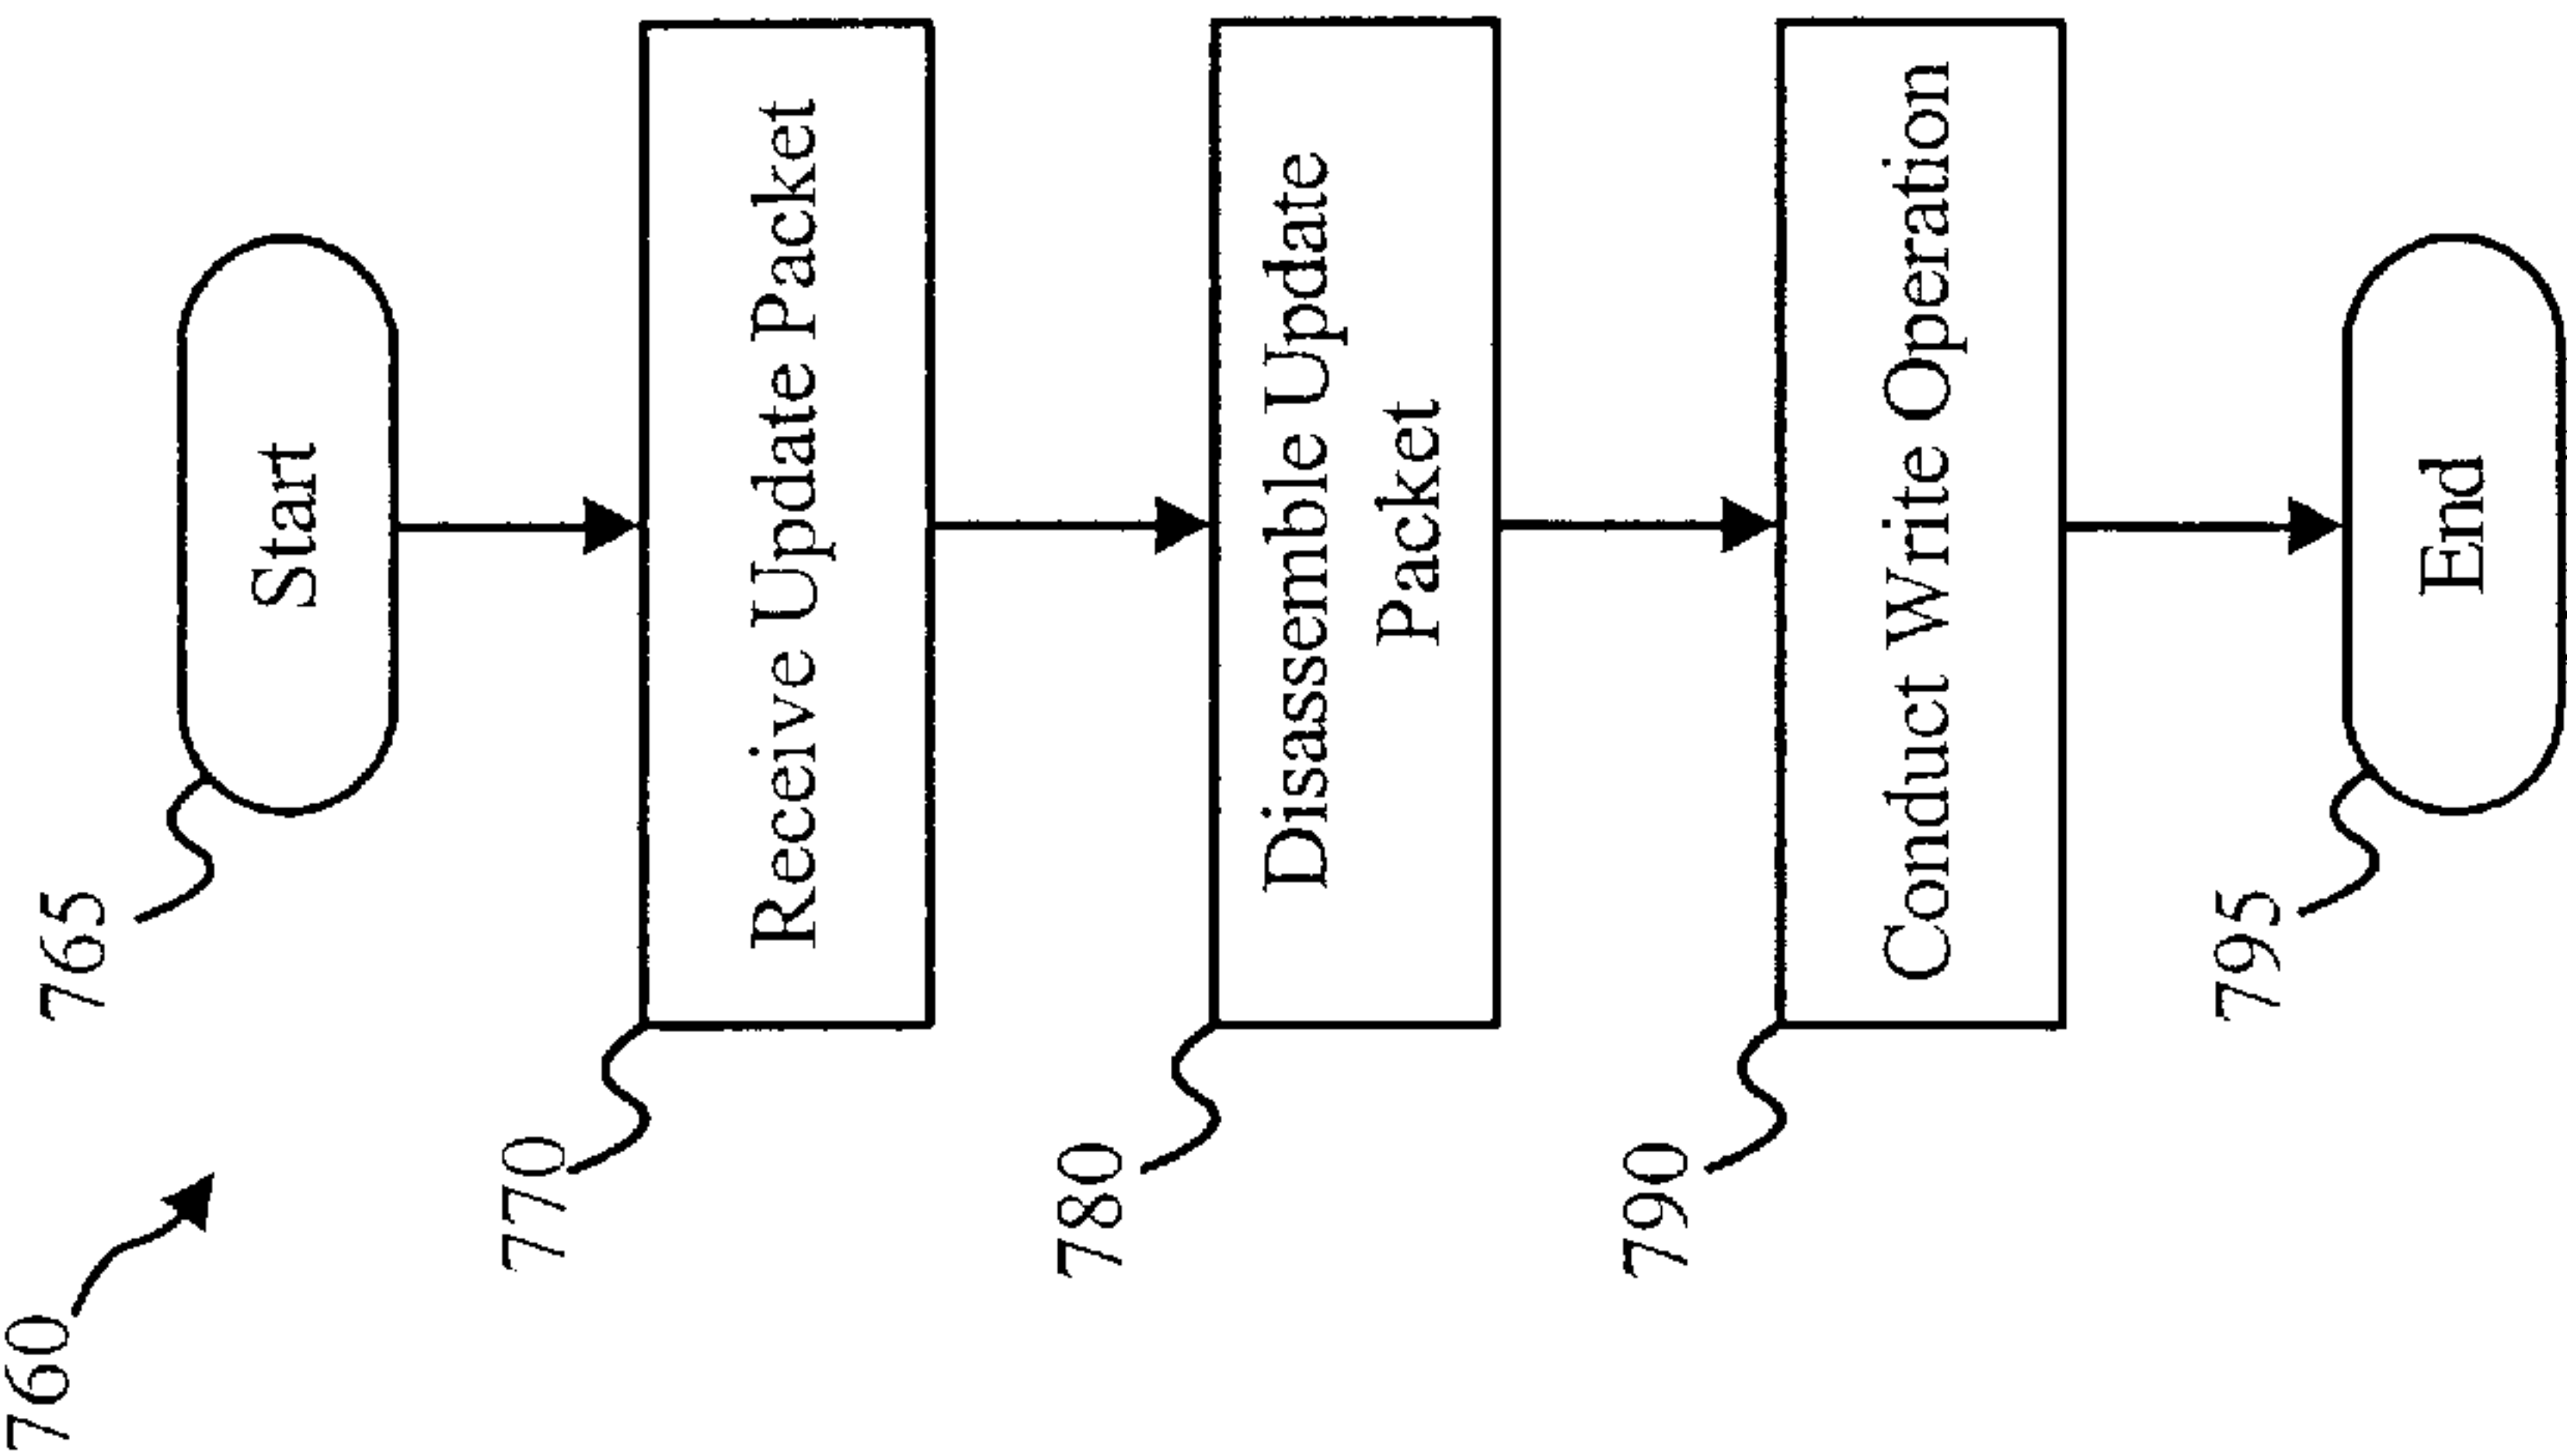 760
765
Start
770
Receive Update Packet
780
Disassemble Update
Packet
790
Conduct Write Operation
795
End